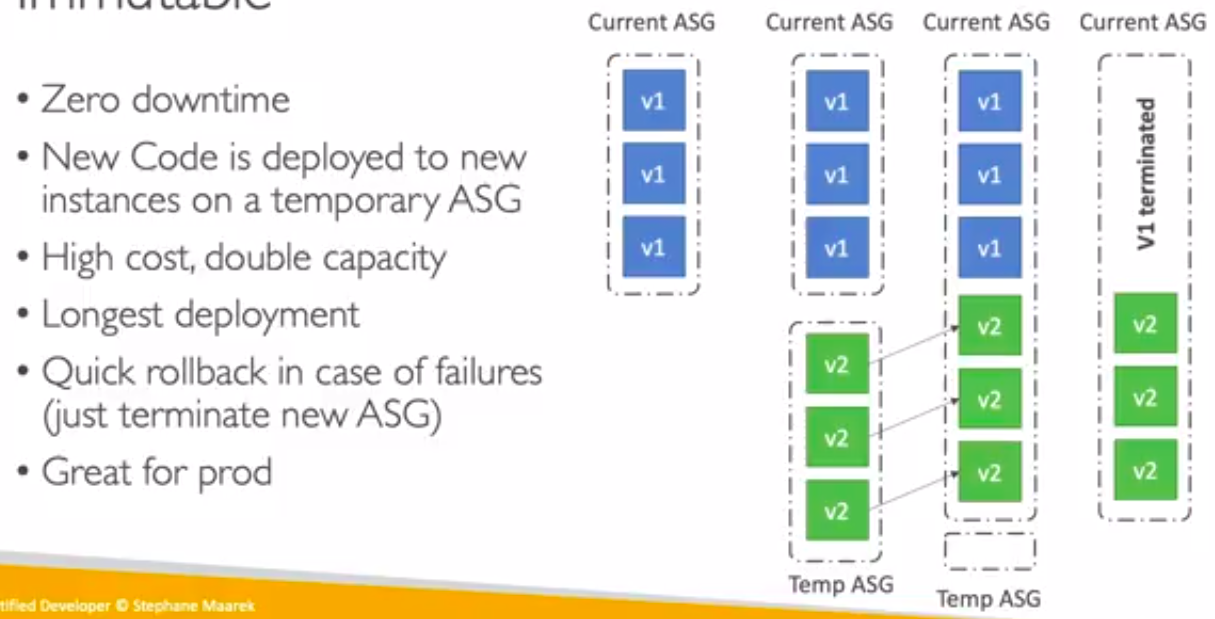 Immutable
• Zero downtime
• New Code is deployed to new
instances on a temporary ASG
• High cost, double capacity
• Longest deployment
• Quick rollback in case of failures
(just terminate new ASG)
• Great for prod
Current ASG
v1
v1
v1
Current ASG
v1
v1
v1
v2
v2
v2
Temp ASG
Current ASG
v1
v1
v1
v2
v2
v2
Temp ASG
Current ASG
V1 terminated
v2
v2
v2
tified Developer © Stephane Maarek